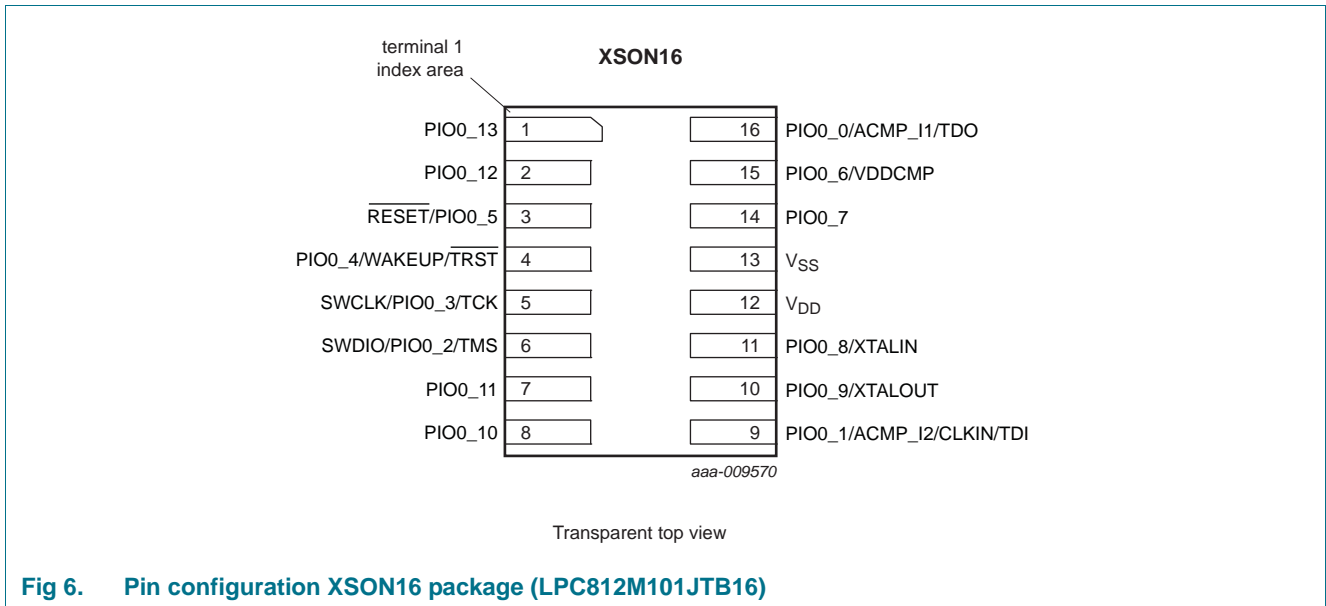 terminal 1
index area
XSON16
PIO0_13 1 16 PIO0_0/ACMP_I1/TDO
PIO0_12 2 15 PIO0_6/VDDCMP
RESET/PIO0_5 3 14 PIO0_7
PIO0_4/WAKEUP/TRST 4 13 VSS
SWCLK/PIO0_3/TCK 5 12 VDD
SWDIO/PIO0_2/TMS 6 11 PIO0_8/XTALIN
PIO0_11 7 10 PIO0_9/XTALOUT
PIO0_10 8 9 PIO0_1/ACMP_I2/CLKIN/TDI
aaa-009570
Transparent top view
Fig 6. Pin configuration XSON16 package (LPC812M101JTB16)